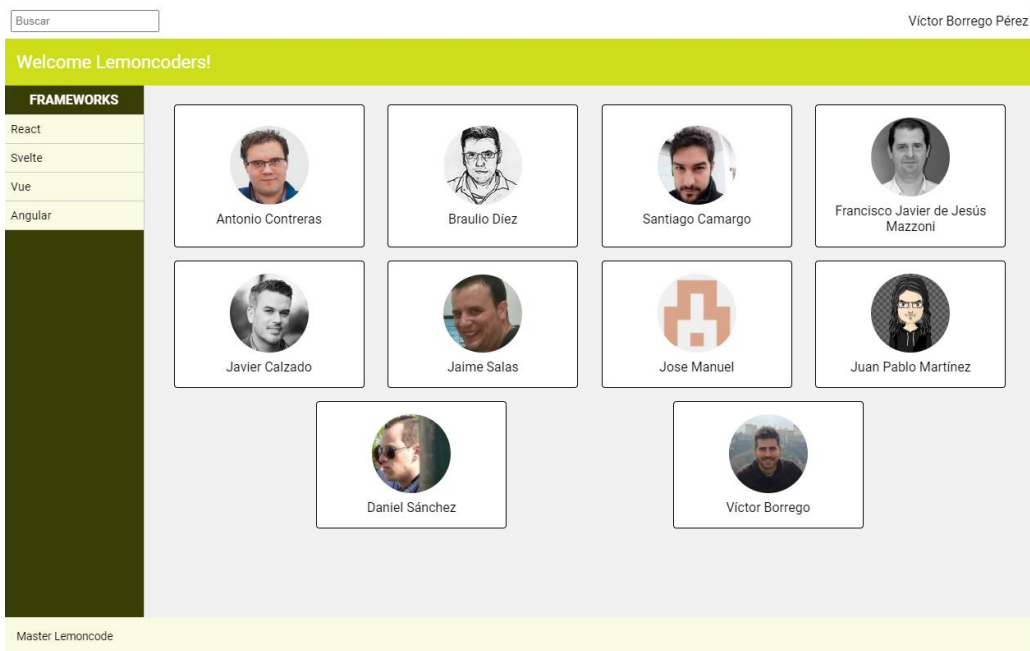 Buscar
Víctor Borrego Pérez
Welcome Lemoncoders!
FRAMEWORKS
React
Svelte
Vue
Angular
Antonio Contreras
Braulio Díez
Santiago Camargo
Francisco Javier de Jesús
Mazzoni
Javier Calzado
Jaime Salas
Jose Manuel
Juan Pablo Martínez
Daniel Sánchez
Víctor Borrego
Master Lemoncode